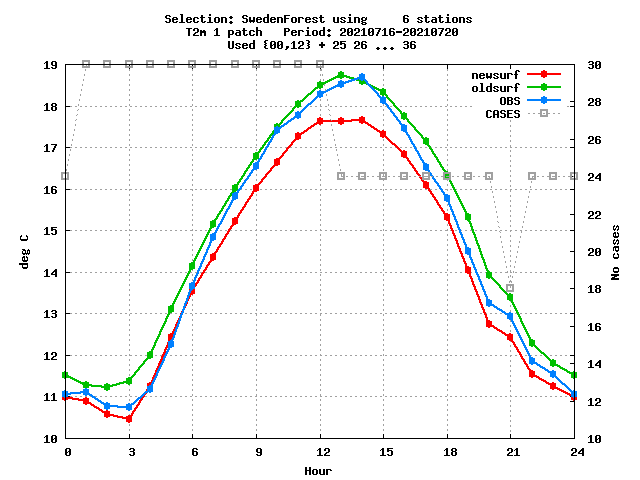 Selection: SwedenForest using     6 stations
T2m 1 patch   Period: 20210716-20210720
Used {00,12} + 25 26 ... 36
newsurf
oldsurf
OBS
CASES
19
18
17
16
15
14
13
12
11
10
deg C
30
28
26
24
22
20
18
16
14
12
10
No cases
0 3 6 9 12 15 18 21 24
Hour